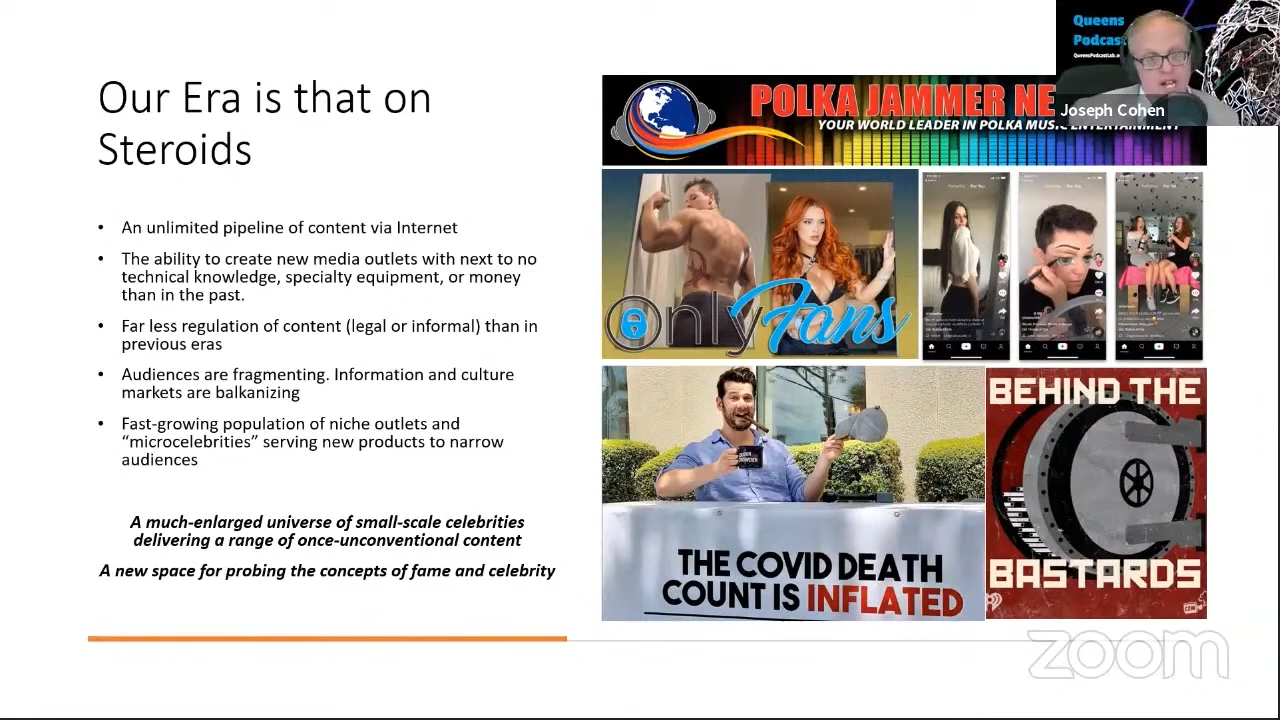 Our Era is that on
Steroids
• An unlimited pipeline of content via Internet
• The ability to create new media outlets with next to no
technical knowledge, specialty equipment, or money
than in the past.
• Far less regulation of content (legal or informal) than in
previous eras
• Audiences are fragmenting. Information and culture
markets are balkanizing
• Fast-growing population of niche outlets and
“microcelebrities” serving new products to narrow
audiences
A much-enlarged universe of small-scale celebrities
delivering a range of once-unconventional content
A new space for probing the concepts of fame and celebrity
Queens
Podcast
Joseph Cohen
POLKA JAMMER NE
YOUR WORLD LEADER IN POLKA MUSIC ENTERTAINMENT
OnlyFans
THE COVID DEATH
COUNT IS INFLATED
BEHIND THE
BASTARDS
zoom